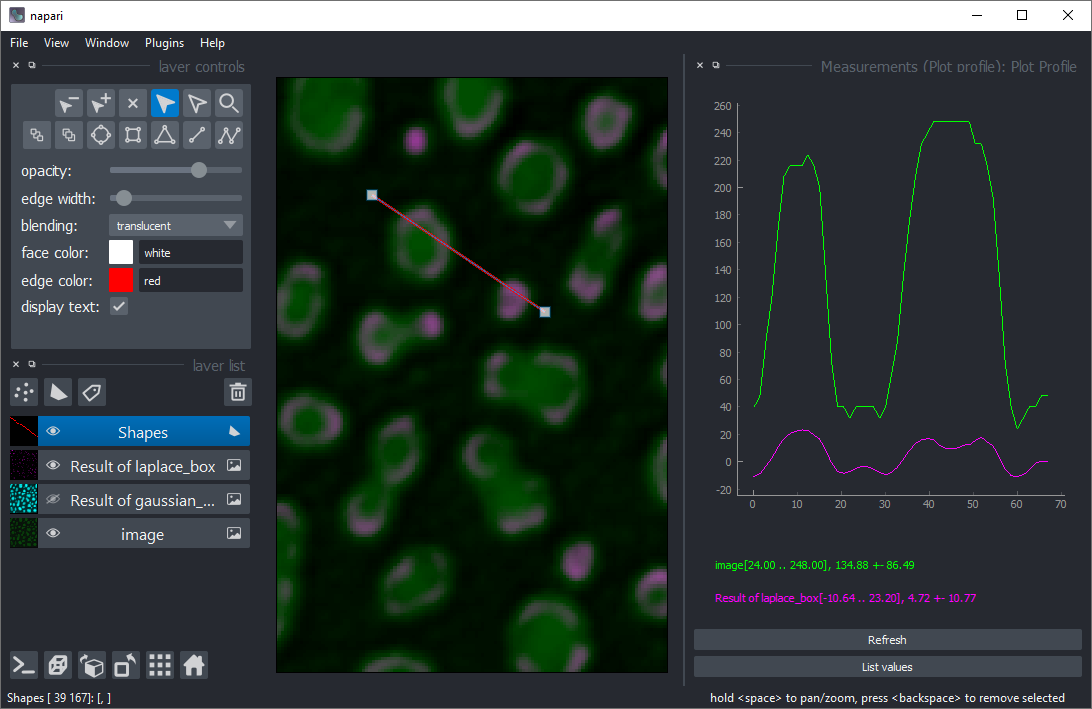 napari
File View Window Plugins Help
layer controls
opacity:
edge width:
blending: translucent
face color: white
edge color: red
display text:
layer list
Shapes
Result of laplace_box
Result of gaussian_...
image
Shapes [ 39 167]: [, ]
Measurements (Plot profile): Plot Profile
260
240
220
200
180
160
140
120
100
80
60
40
20
0
-20
0 10 20 30 40 50 60 70
image[24.00 .. 248.00], 134.88 +- 86.49
Result of laplace_box[-10.64 .. 23.20], 4.72 +- 10.77
Refresh
List values
hold <space> to pan/zoom, press <backspace> to remove selected